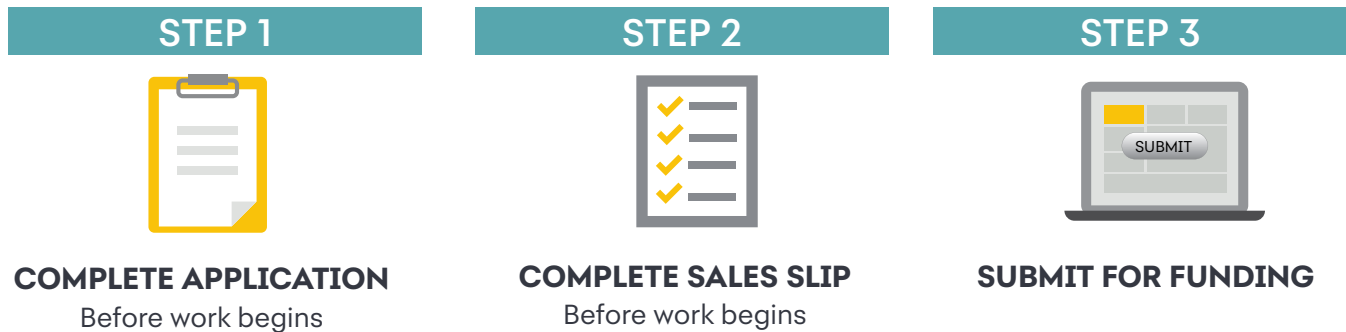 STEP 1
COMPLETE APPLICATION
Before work begins
STEP 2
COMPLETE SALES SLIP
Before work begins
STEP 3
SUBMIT
SUBMIT FOR FUNDING